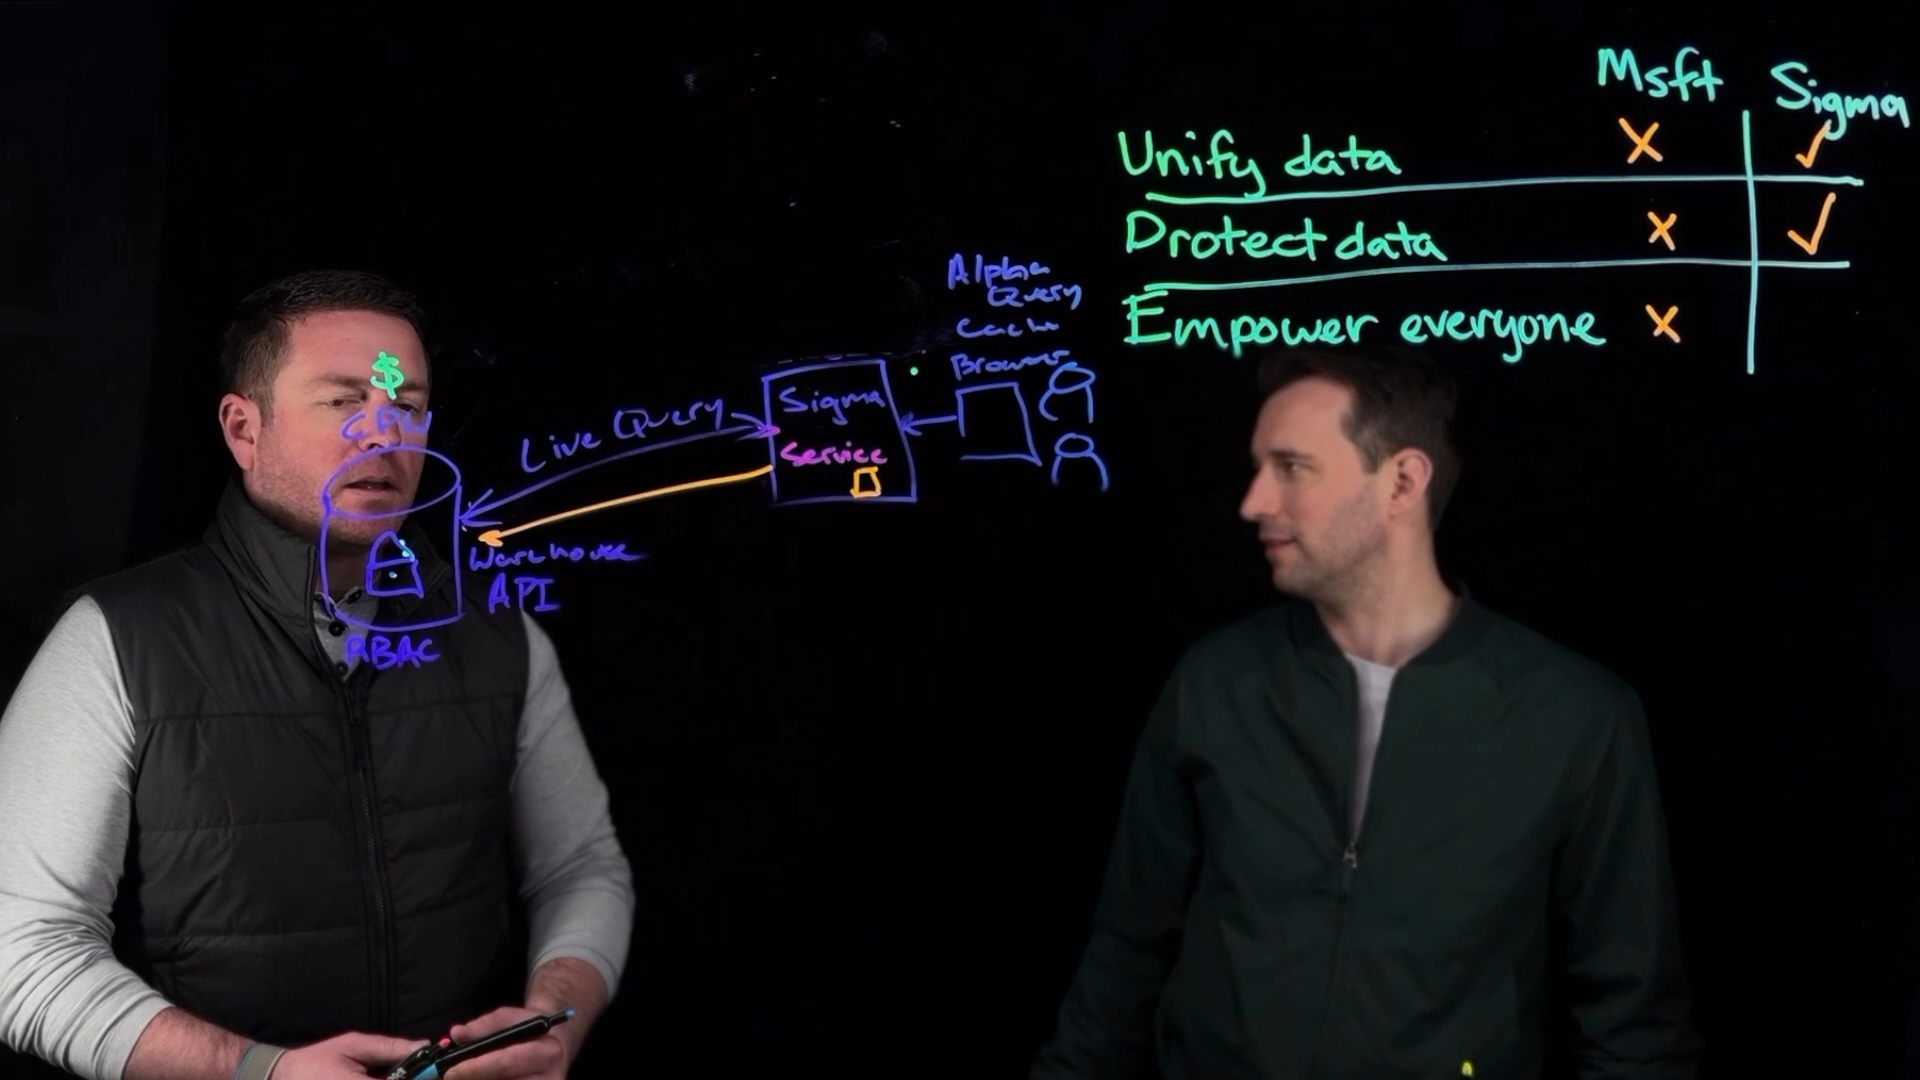 Msft Sigma
Unify data X ✓
Protect data X ✓
Empower everyone X
Alpha
Query
Cache
Browser
$
CPU
Live Query
Sigma
Service
Warehouse
API
RBAC